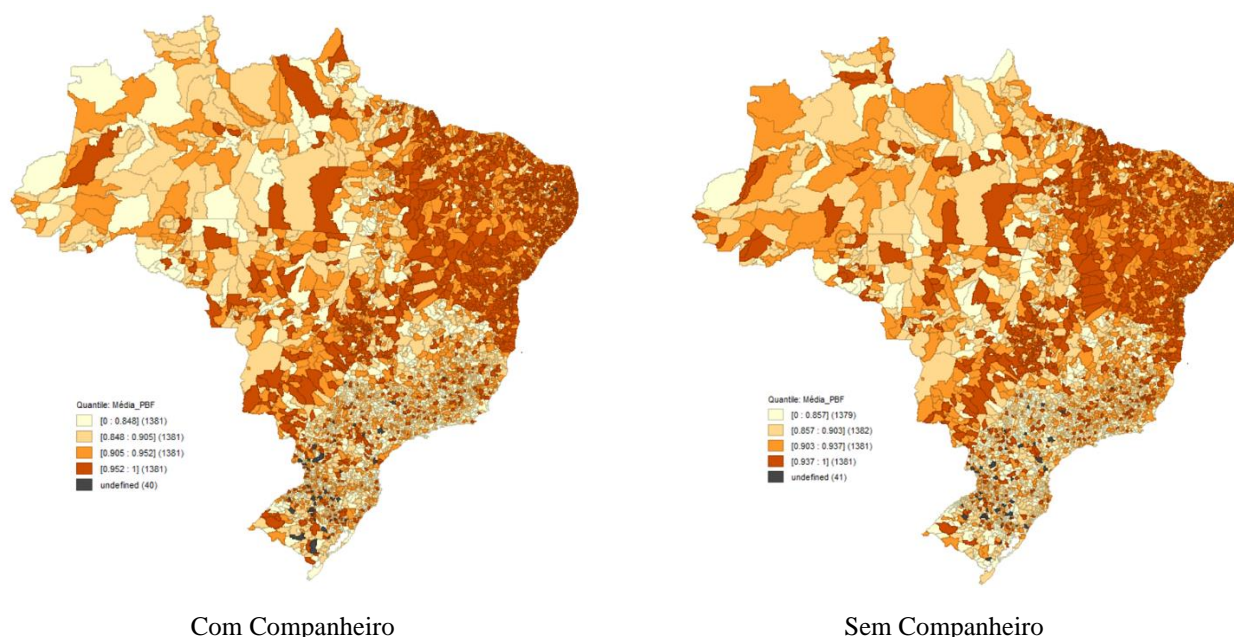 Quantile: Média_PBF
[0 : 0.848] (1381)
[0.848 : 0.905] (1381)
[0.905 : 0.952] (1381)
[0.952 : 1] (1381)
undefined (40)
Quantile: Média_PBF
[0 : 0.857] (1379)
[0.857 : 0.903] (1382)
[0.903 : 0.937] (1381)
[0.937 : 1] (1381)
undefined (41)
Com Companheiro
Sem Companheiro